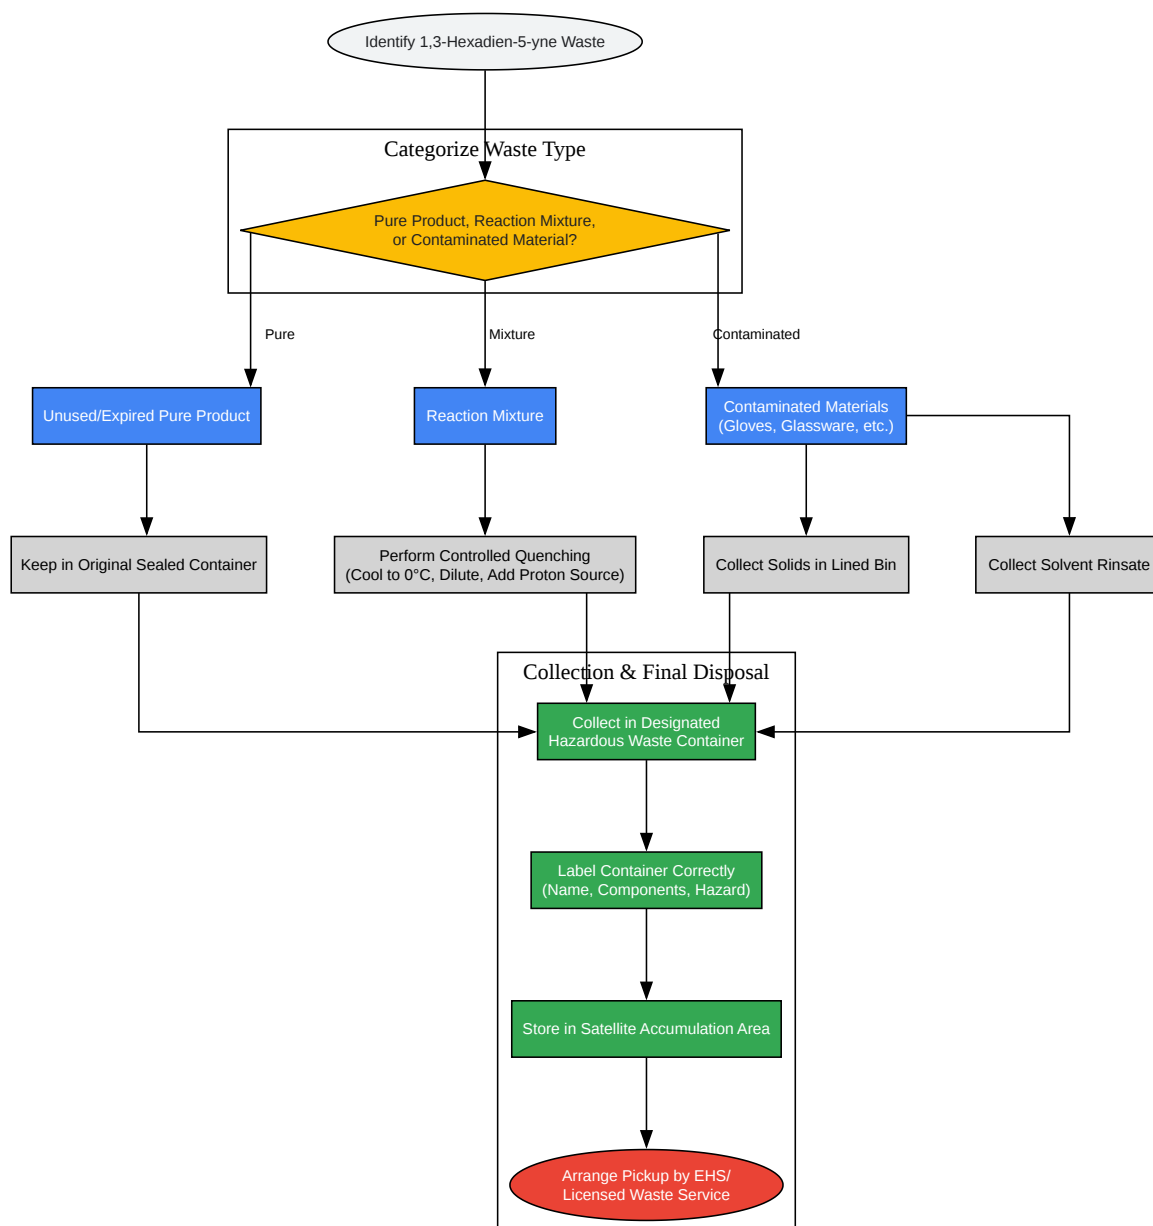 Identify 1,3-Hexadien-5-yne Waste
Categorize Waste Type
Pure Product, Reaction Mixture,
or Contaminated Material?
Pure
Mixture
Contaminated
Unused/Expired Pure Product
Reaction Mixture
Contaminated Materials
(Gloves, Glassware, etc.)
Keep in Original Sealed Container
Perform Controlled Quenching
(Cool to 0°C, Dilute, Add Proton Source)
Collect Solids in Lined Bin
Collect Solvent Rinsate
Collection & Final Disposal
Collect in Designated
Hazardous Waste Container
Label Container Correctly
(Name, Components, Hazard)
Store in Satellite Accumulation Area
Arrange Pickup by EHS/
Licensed Waste Service